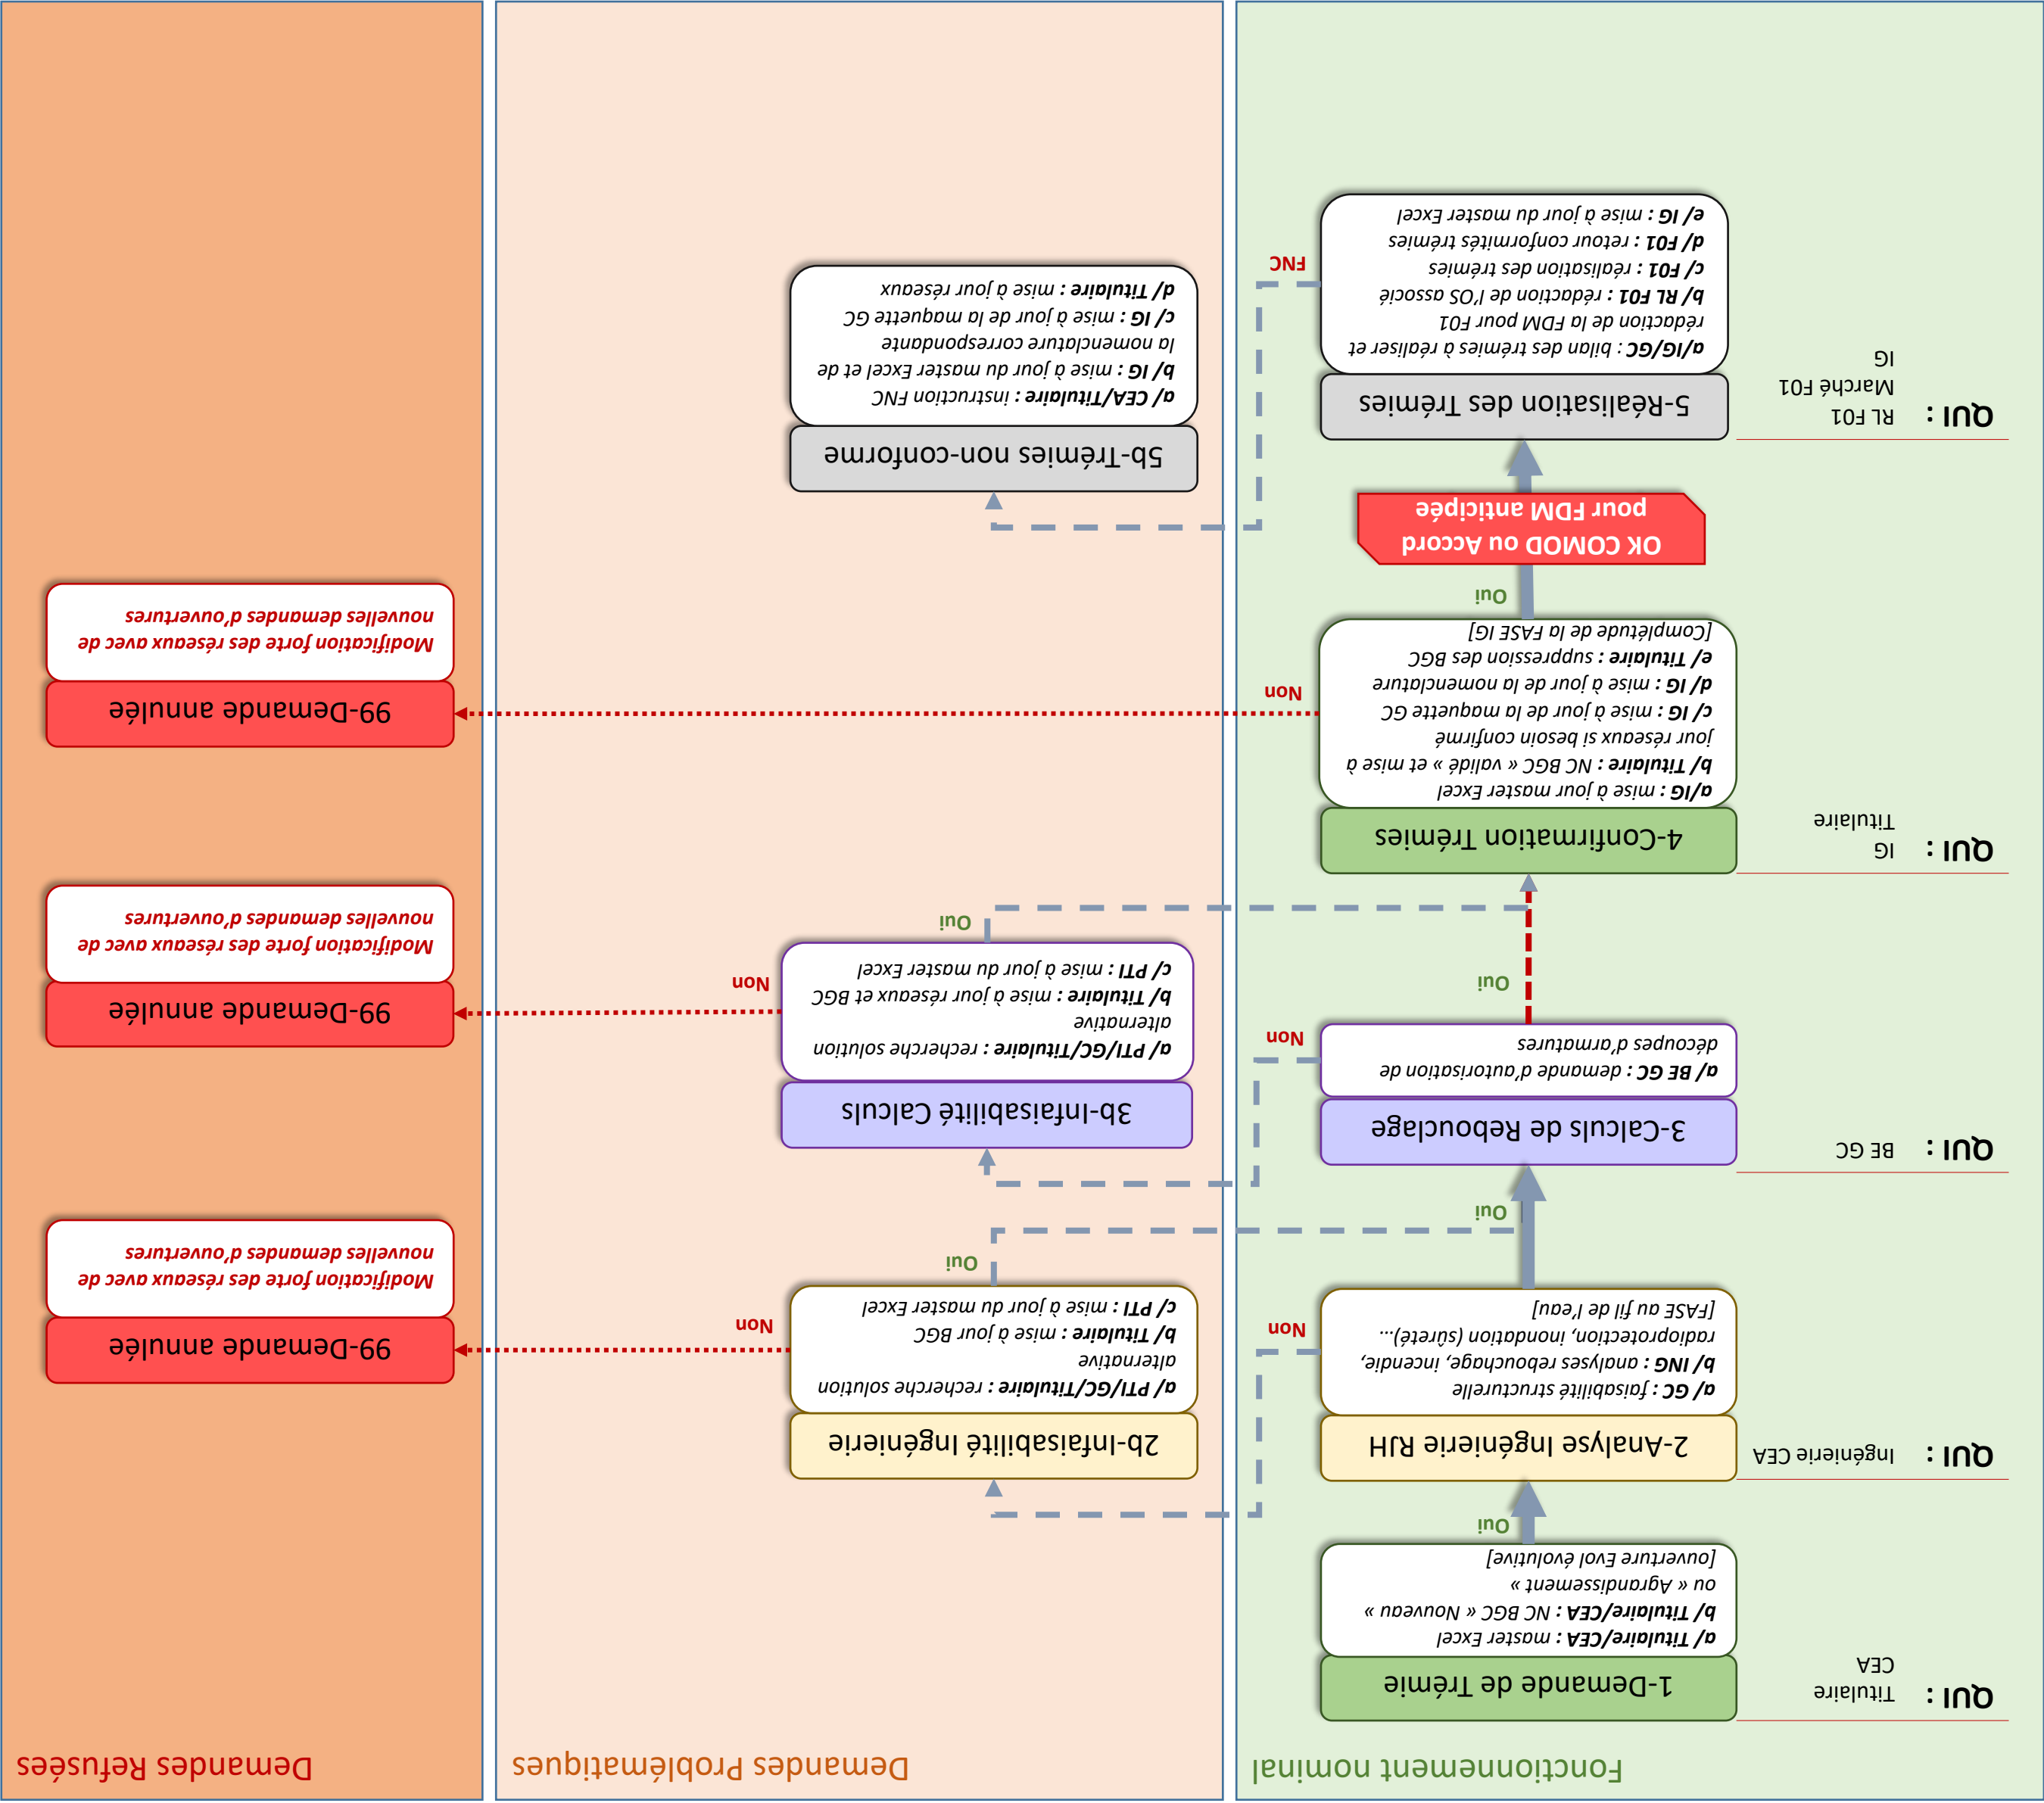 Fonctionnement nominal
QUI :
Titulaire
CEA
1-Demande de Trémie
a/ Titulaire/CEA : master Excel
b/ Titulaire/CEA : NC BGC « Nouveau »
ou « Agrandissement »
[ouverture Evol évolutive]
Oui
QUI :
Ingénierie CEA
2-Analyse Ingénierie RJH
a/ GC : faisabilité structurelle
b/ ING : analyses rebouchage, incendie,
radioprotection, inondation (sûreté)...
[FASE au fil de l'eau]
Non
Oui
QUI :
BE GC
3-Calculs de Rebouclage
a/ BE GC : demande d'autorisation de
découpes d'armatures
Non
Oui
QUI :
IG
Titulaire
4-Confirmation Trémies
a/IG : mise à jour master Excel
b/ Titulaire : NC BGC « validé » et mise à
jour réseaux si besoin confirmé
c/ IG : mise à jour de la maquette GC
d/ IG : mise à jour de la nomenclature
e/ Titulaire : suppression des BGC
[Complétude de la FASE IG]
Non
Oui
OK COMOD ou Accord
pour FDM anticipée
QUI :
RL F01
Marché F01
IG
5-Réalisation des Trémies
a/IG/GC : bilan des trémies à réaliser et
rédaction de la FDM pour F01
b/ RL F01 : rédaction de l'OS associé
c/ F01 : réalisation des trémies
d/ F01 : retour conformités trémies
e/ IG : mise à jour du master Excel
FNC
Demandes Problématiques
2b-Infaisabilité Ingénierie
a/ PTI/GC/Titulaire : recherche solution
alternative
b/ Titulaire : mise à jour BGC
c/ PTI : mise à jour du master Excel
Non
Oui
3b-Infaisabilité Calculs
a/ PTI/GC/Titulaire : recherche solution
alternative
b/ Titulaire : mise à jour réseaux et BGC
c/ PTI : mise à jour du master Excel
Non
Oui
5b-Trémies non-conforme
a/ CEA/Titulaire : instruction FNC
b/ IG : mise à jour du master Excel et de
la nomenclature correspondante
c/ IG : mise à jour de la maquette GC
d/ Titulaire : mise à jour réseaux
Demandes Refusées
99-Demande annulée
Modification forte des réseaux avec de
nouvelles demandes d'ouvertures
99-Demande annulée
Modification forte des réseaux avec de
nouvelles demandes d'ouvertures
99-Demande annulée
Modification forte des réseaux avec de
nouvelles demandes d'ouvertures